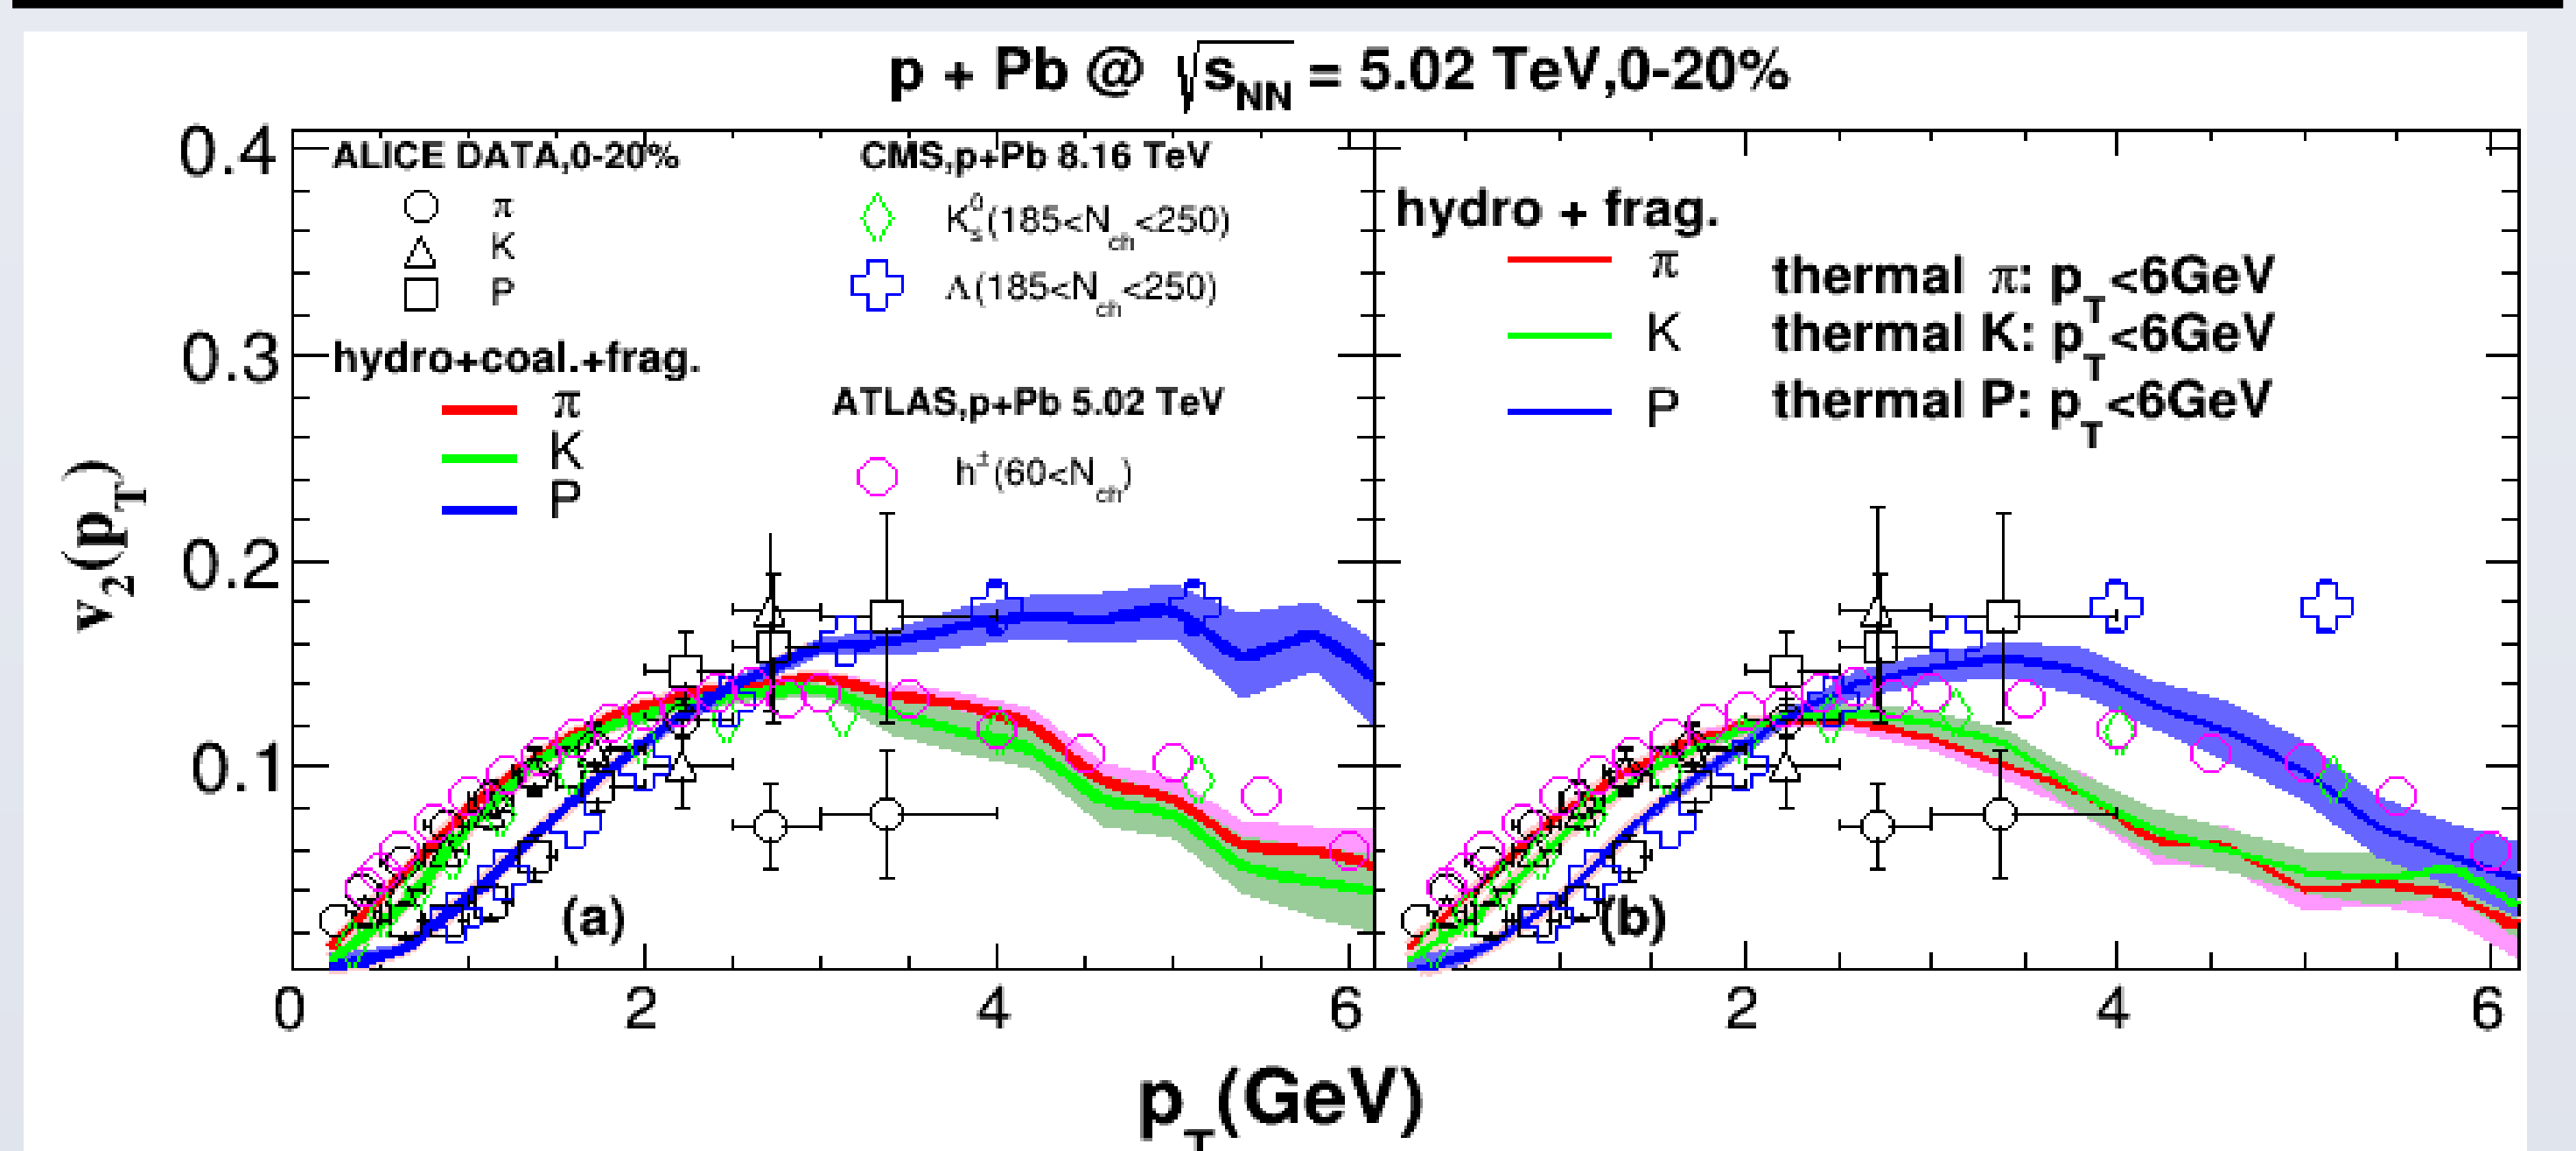 p + Pb @ √s_NN = 5.02 TeV,0-20%
v₂(p_T)
0.4
0.3
0.2
0.1
ALICE DATA,0-20%
π
K
P
hydro+coal.+frag.
π
K
P
CMS,p+Pb 8.16 TeV
K⁰ₛ(185<N_ch<250)
Λ(185<N_ch<250)
ATLAS,p+Pb 5.02 TeV
h^±(60<N_ch)
(a)
hydro + frag.
π thermal π: p_T<6GeV
K thermal K: p_T<6GeV
P thermal P: p_T<6GeV
(b)
0 2 4 6 2 4 6
p_T(GeV)